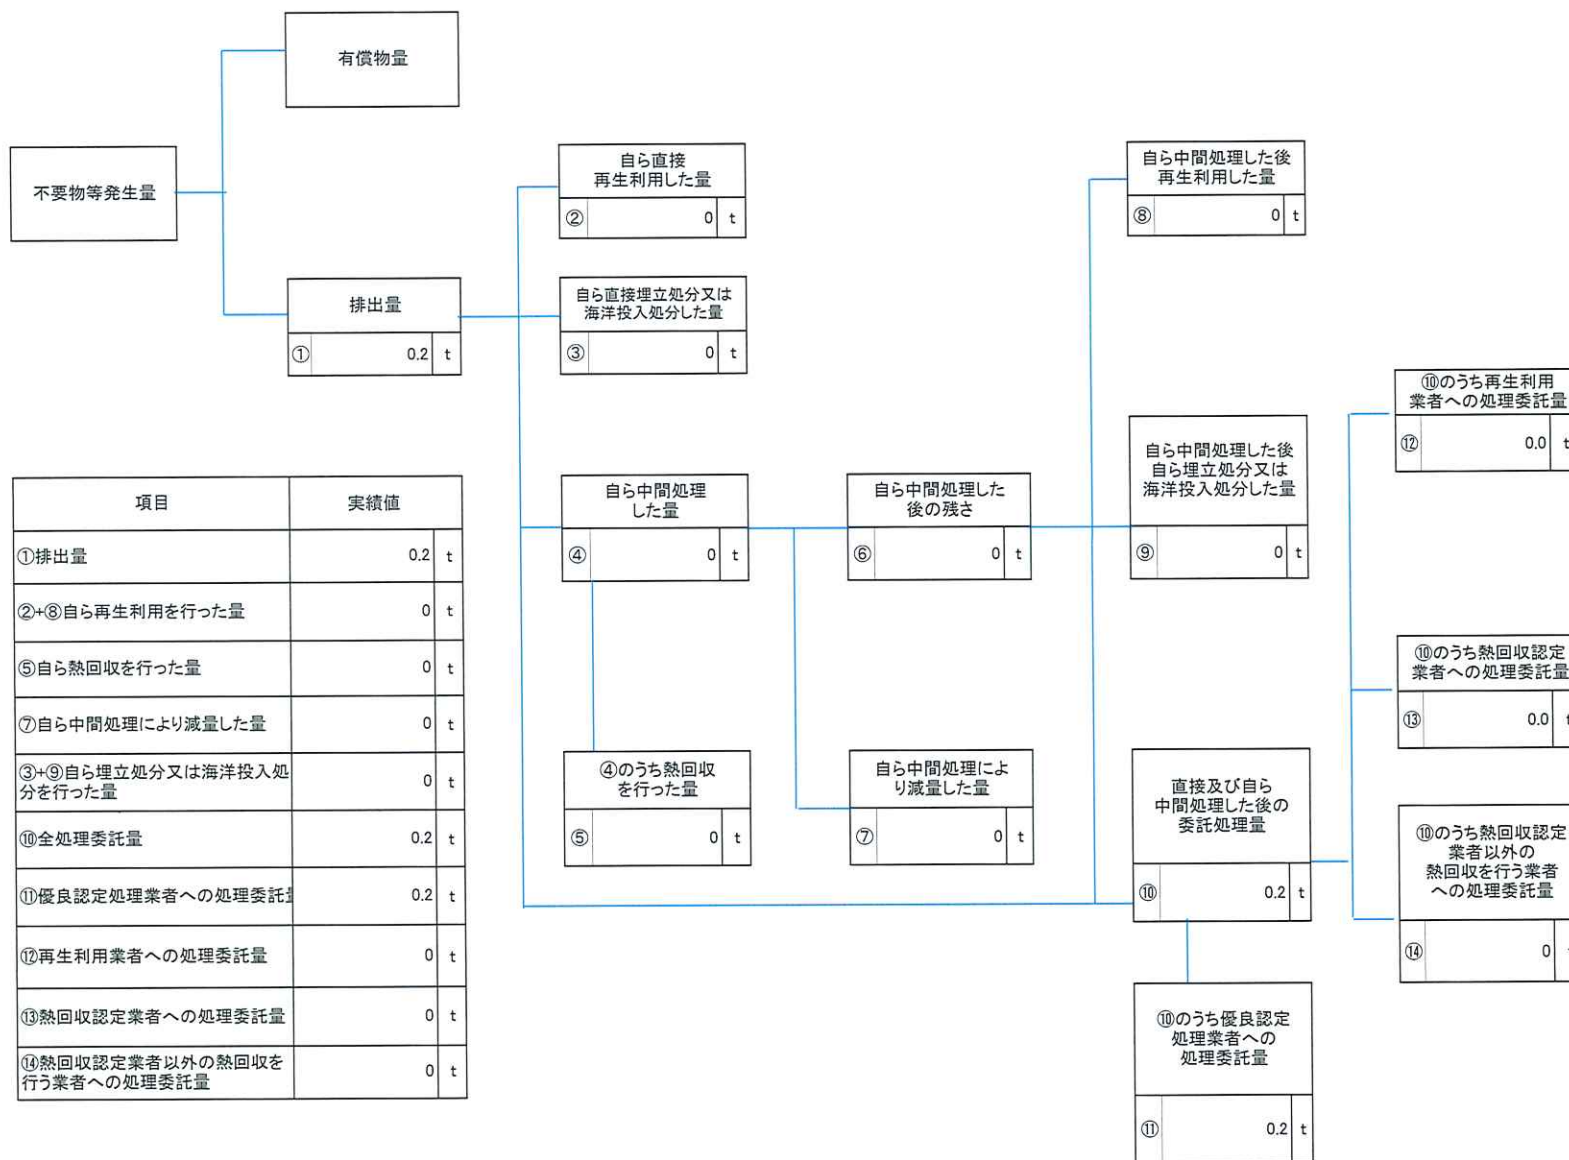 有償物量
不要物等発生量
排出量
① 0.2 t
自ら直接
再生利用した量
② 0 t
自ら直接埋立処分又は
海洋投入処分した量
③ 0 t
自ら中間処理
した量
④ 0 t
④のうち熱回収
を行った量
⑤ 0 t
自ら中間処理した
後の残さ
⑥ 0 t
自ら中間処理によ
り減量した量
⑦ 0 t
自ら中間処理した後
再生利用した量
⑧ 0 t
自ら中間処理した後
自ら埋立処分又は
海洋投入処分した量
⑨ 0 t
直接及び自ら
中間処理した後の
委託処理量
⑩ 0.2 t
⑩のうち優良認定
処理業者への
処理委託量
⑪ 0.2 t
⑩のうち再生利用
業者への処理委託量
⑫ 0.0 t
⑩のうち熱回収認定
業者への処理委託量
⑬ 0.0 t
⑩のうち熱回収認定
業者以外の
熱回収を行う業者
への処理委託量
⑭ 0
項目 実績値
①排出量 0.2 t
②+⑧自ら再生利用を行った量 0 t
⑤自ら熱回収を行った量 0 t
⑦自ら中間処理により減量した量 0 t
③+⑨自ら埋立処分又は海洋投入処
分を行った量 0 t
⑩全処理委託量 0.2 t
⑪優良認定処理業者への処理委託 0.2 t
⑫再生利用業者への処理委託量 0 t
⑬熱回収認定業者への処理委託量 0 t
⑭熱回収認定業者以外の熱回収を
行う業者への処理委託量 0 t